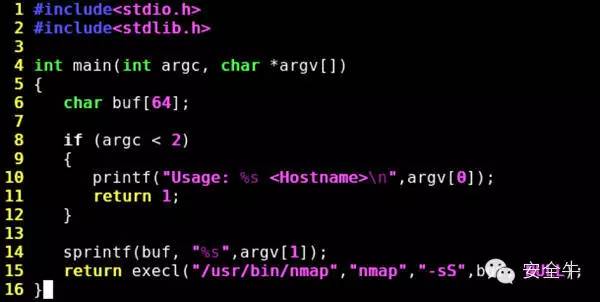 1 #include<stdio.h>
2 #include<stdlib.h>
3
4 int main(int argc, char *argv[])
5 {
6 char buf[64];
7
8 if (argc < 2)
9 {
10 printf("Usage: %s <Hostname>\n",argv[0]);
11 return 1;
12 }
13
14 sprintf(buf, "%s",argv[1]);
15 return execl("/usr/bin/nmap","nmap","-sS",b
16 }
安全牛